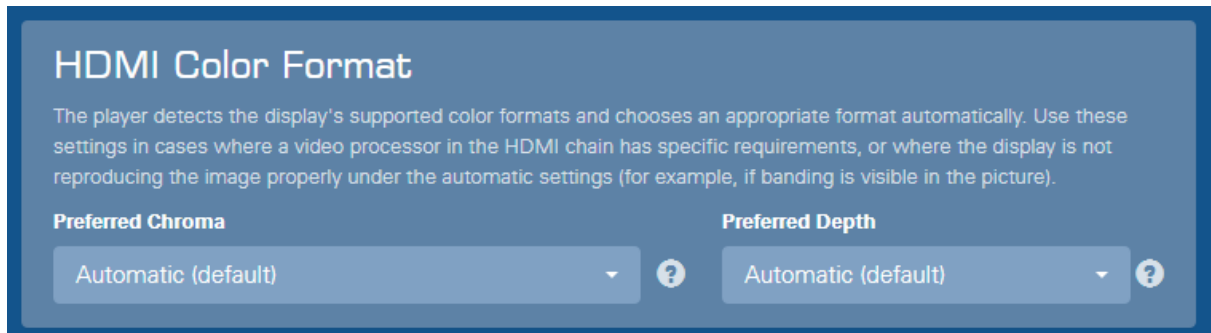 HDMI Color Format
The player detects the display's supported color formats and chooses an appropriate format automatically. Use these
settings in cases where a video processor in the HDMI chain has specific requirements, or where the display is not
reproducing the image properly under the automatic settings (for example, if banding is visible in the picture).
Preferred Chroma
Automatic (default)
?
Preferred Depth
Automatic (default)
?